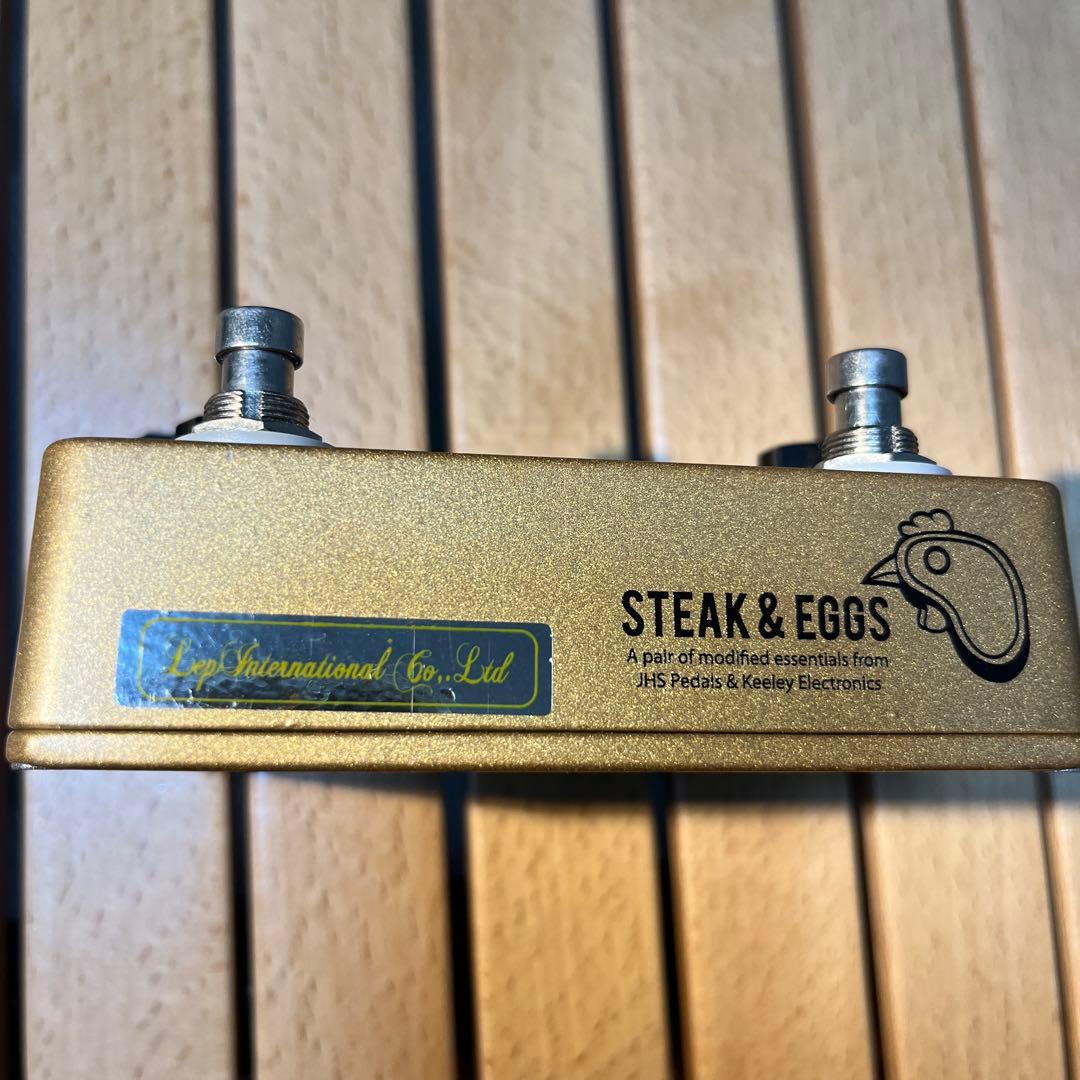 Lep International Co,.Ltd
STEAK & EGGS
A pair of modified essentials from
JHS Pedals & Keeley Electronics